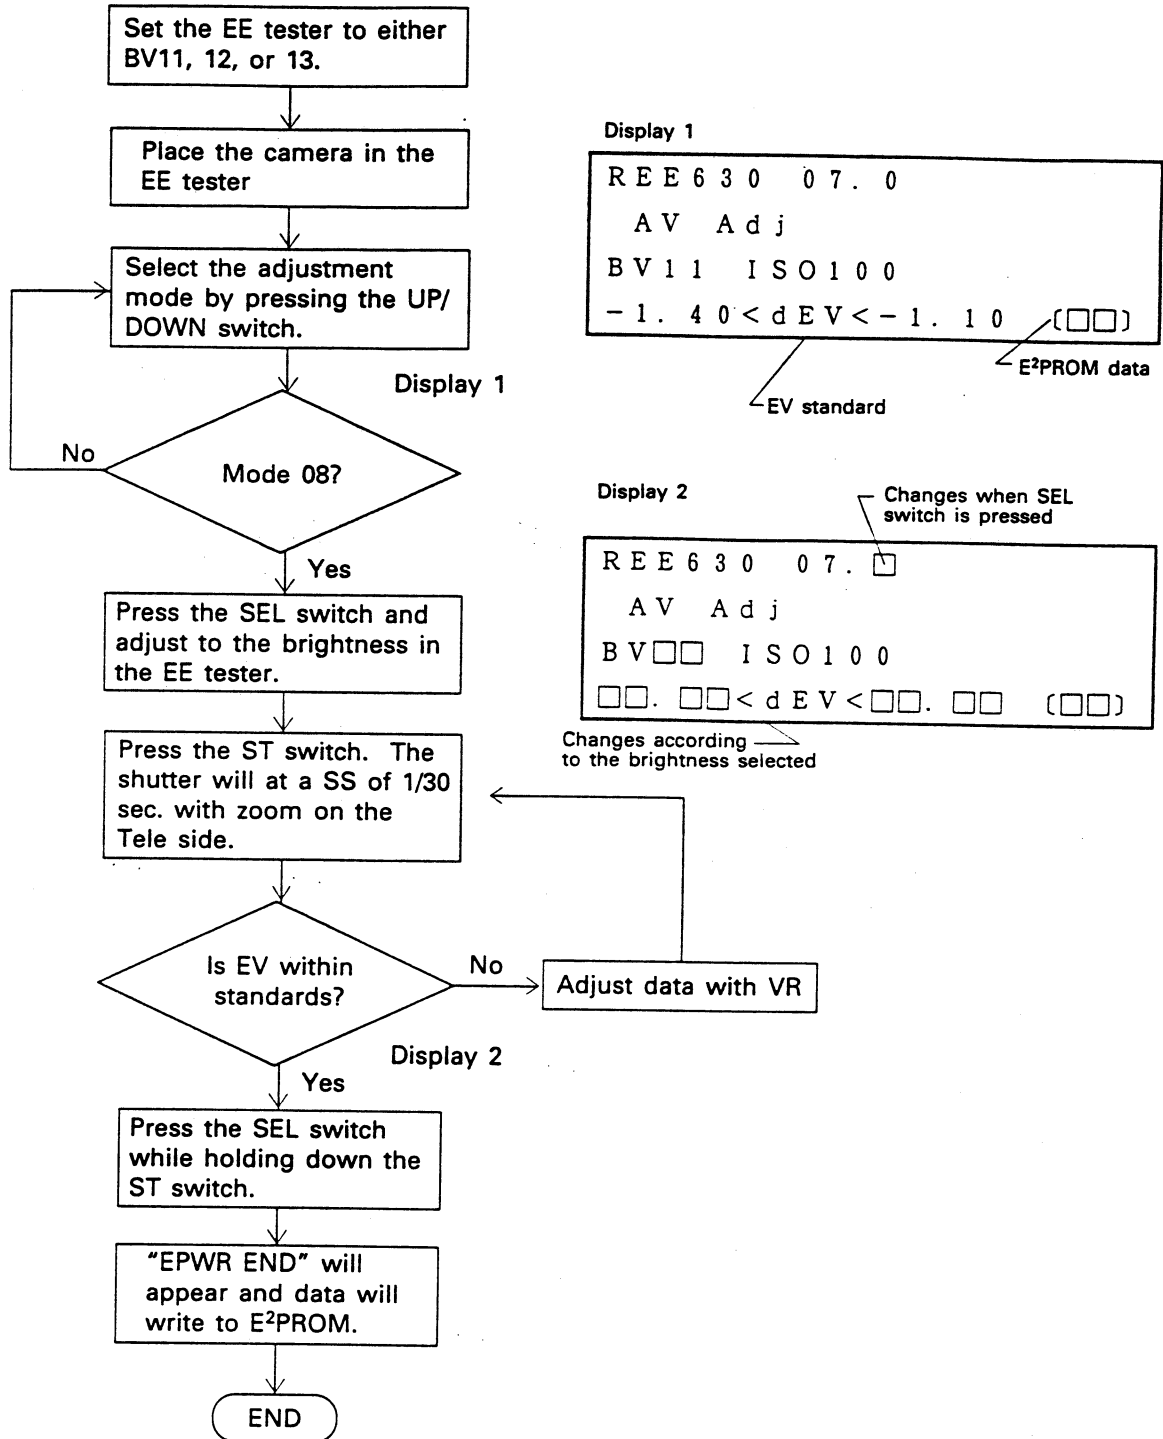 Set the EE tester to either
BV11, 12, or 13.
Place the camera in the
EE tester
Select the adjustment
mode by pressing the UP/
DOWN switch.
Display 1
No
Mode 08?
Yes
Press the SEL switch and
adjust to the brightness in
the EE tester.
Press the ST switch. The
shutter will at a SS of 1/30
sec. with zoom on the
Tele side.
Is EV within
standards?
No
Adjust data with VR
Display 2
Yes
Press the SEL switch
while holding down the
ST switch.
"EPWR END" will
appear and data will
write to E²PROM.
END
Display 1
REE630 07. 0
AV Adj
BV11 ISO100
-1. 40<dEV<-1. 10 (□□)
E²PROM data
EV standard
Display 2
Changes when SEL
switch is pressed
REE630 07. □
AV Adj
BV□□ ISO100
□□. □□<dEV<□□. □□ (□□)
Changes according
to the brightness selected